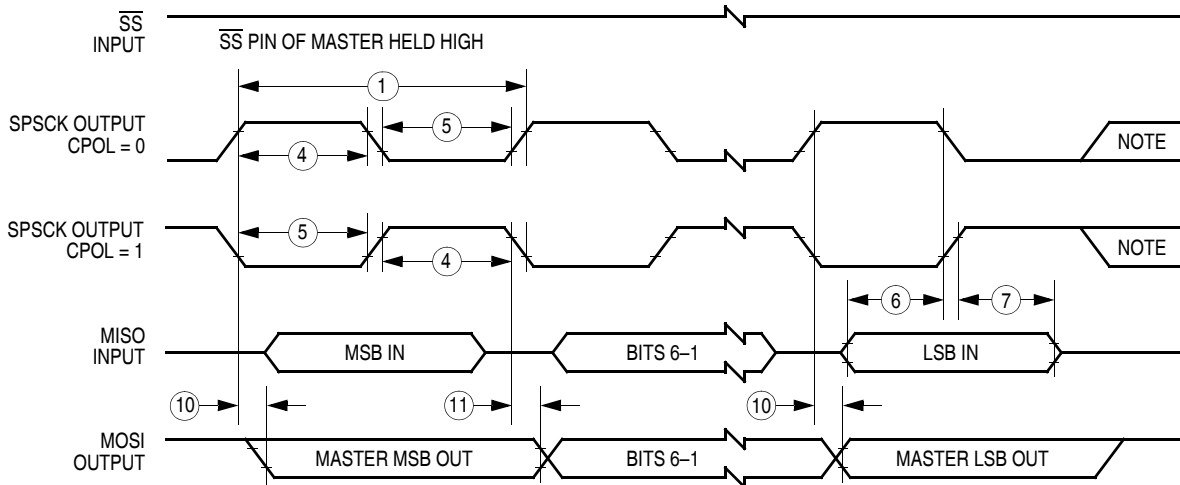 SS
INPUT
SS PIN OF MASTER HELD HIGH
1
SPSCK OUTPUT
CPOL = 0
5
4
NOTE
SPSCK OUTPUT
CPOL = 1
5
4
NOTE
6
7
MISO
INPUT
MSB IN
BITS 6–1
LSB IN
10
11
10
MOSI
OUTPUT
MASTER MSB OUT
BITS 6–1
MASTER LSB OUT